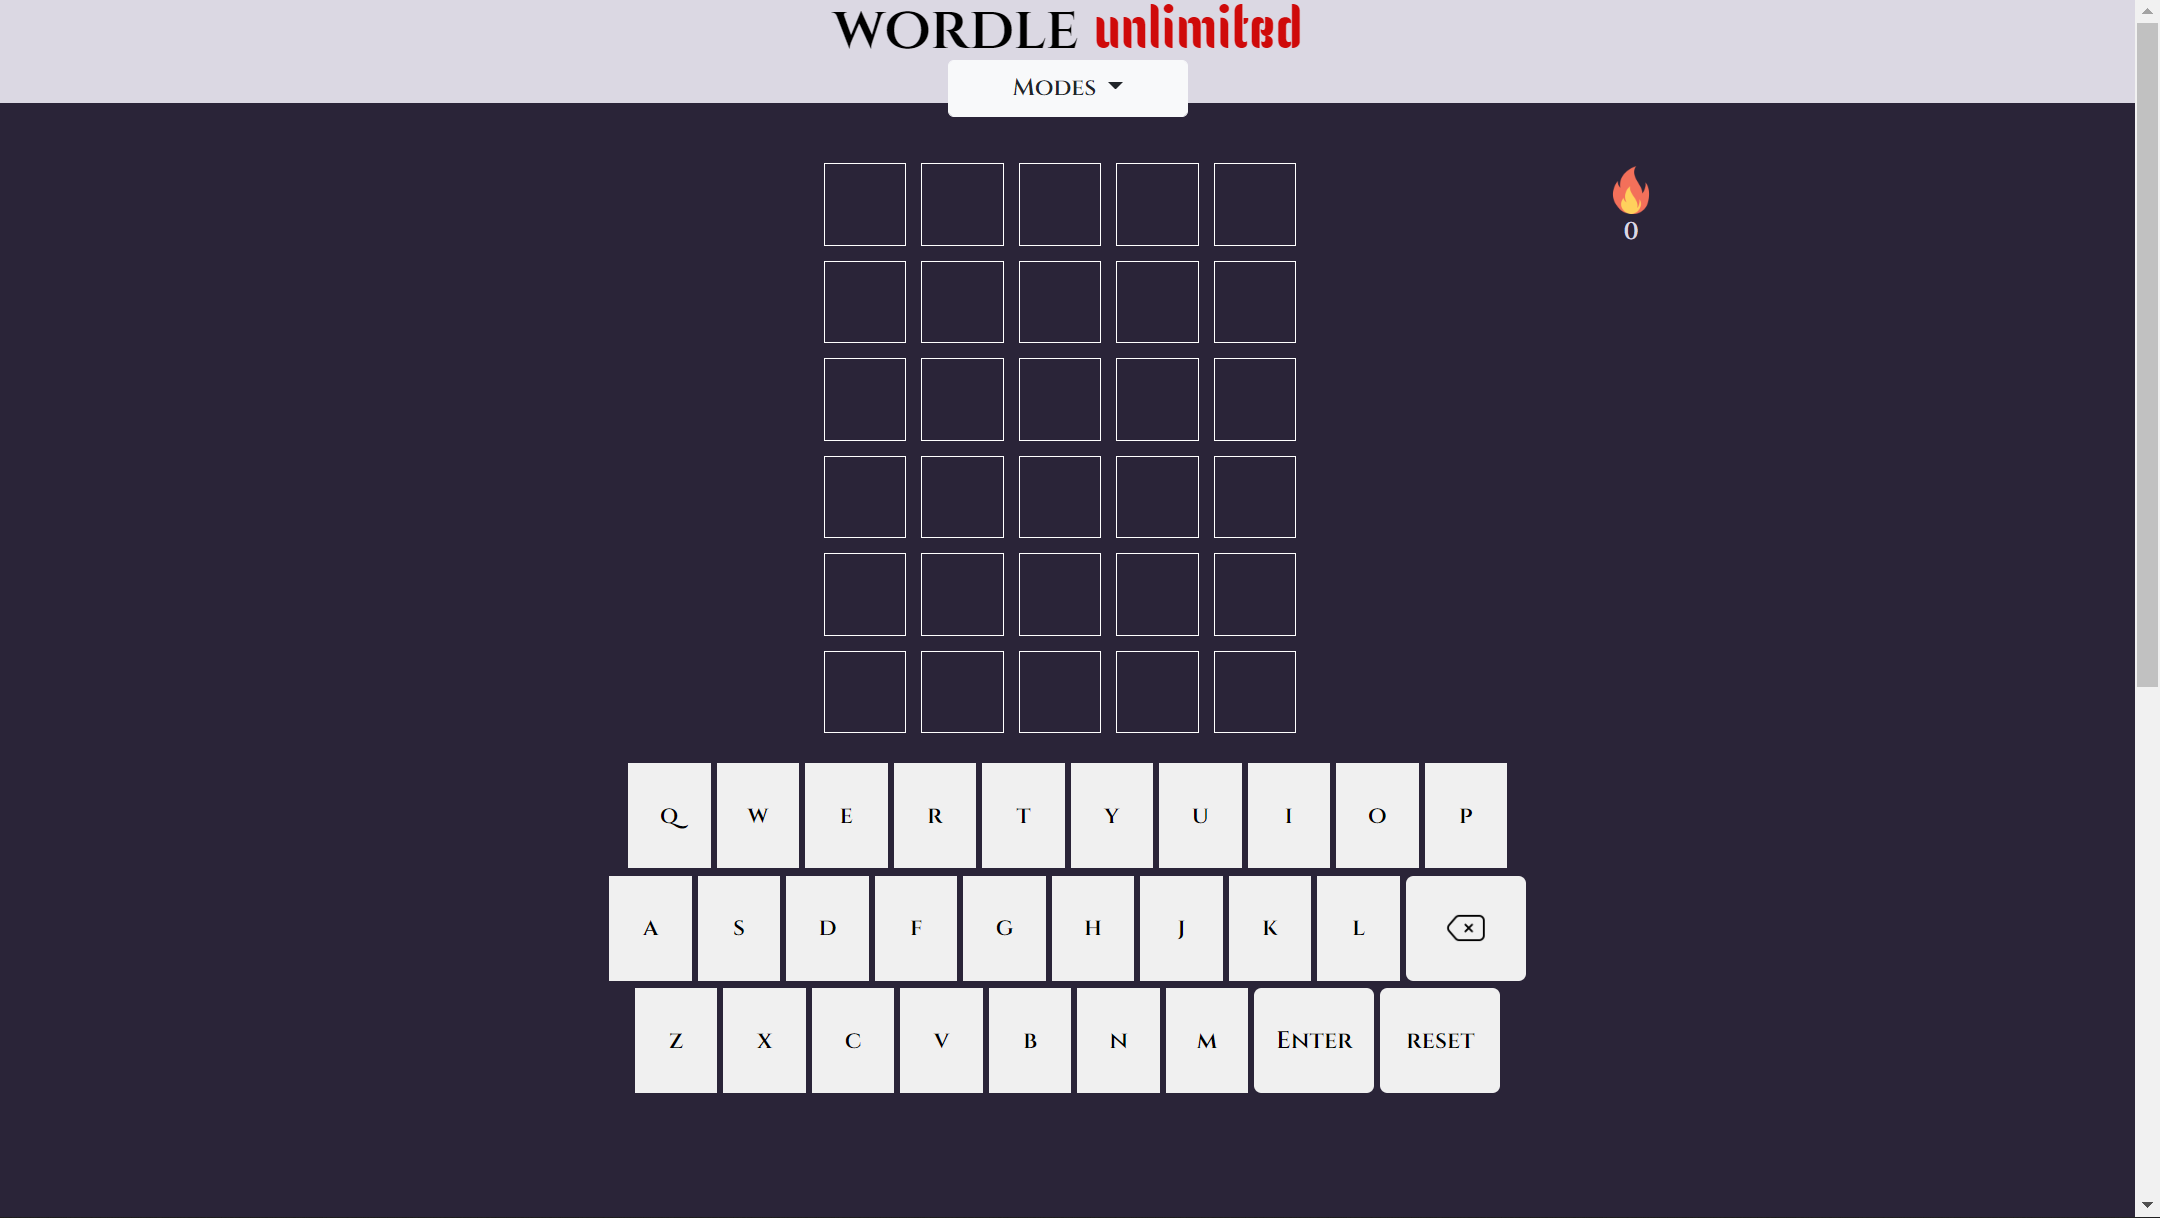 WORDLE unlimited
Modes
0
Q W E R T Y U I O P
A S D F G H J K L
Z X C V B N M Enter RESET